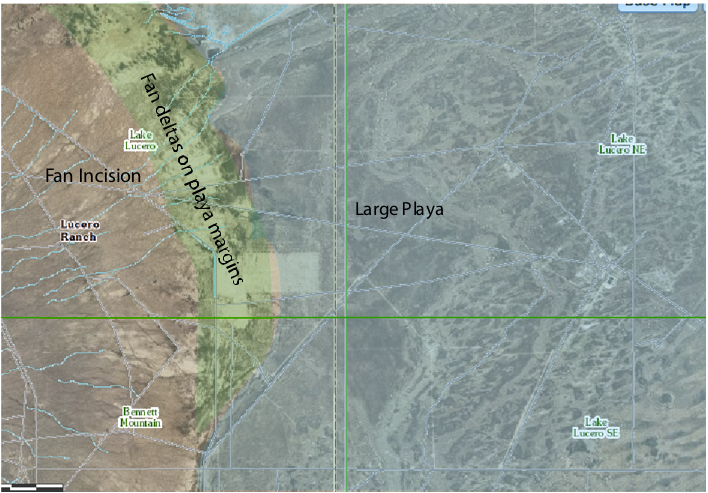 Base Map
Fan deltas on playa margins
Lake
Lucero
Lake
Lucero NE
Fan Incision
Large Playa
Lucero
Ranch
Bennett
Mountain
Lake
Lucero SE